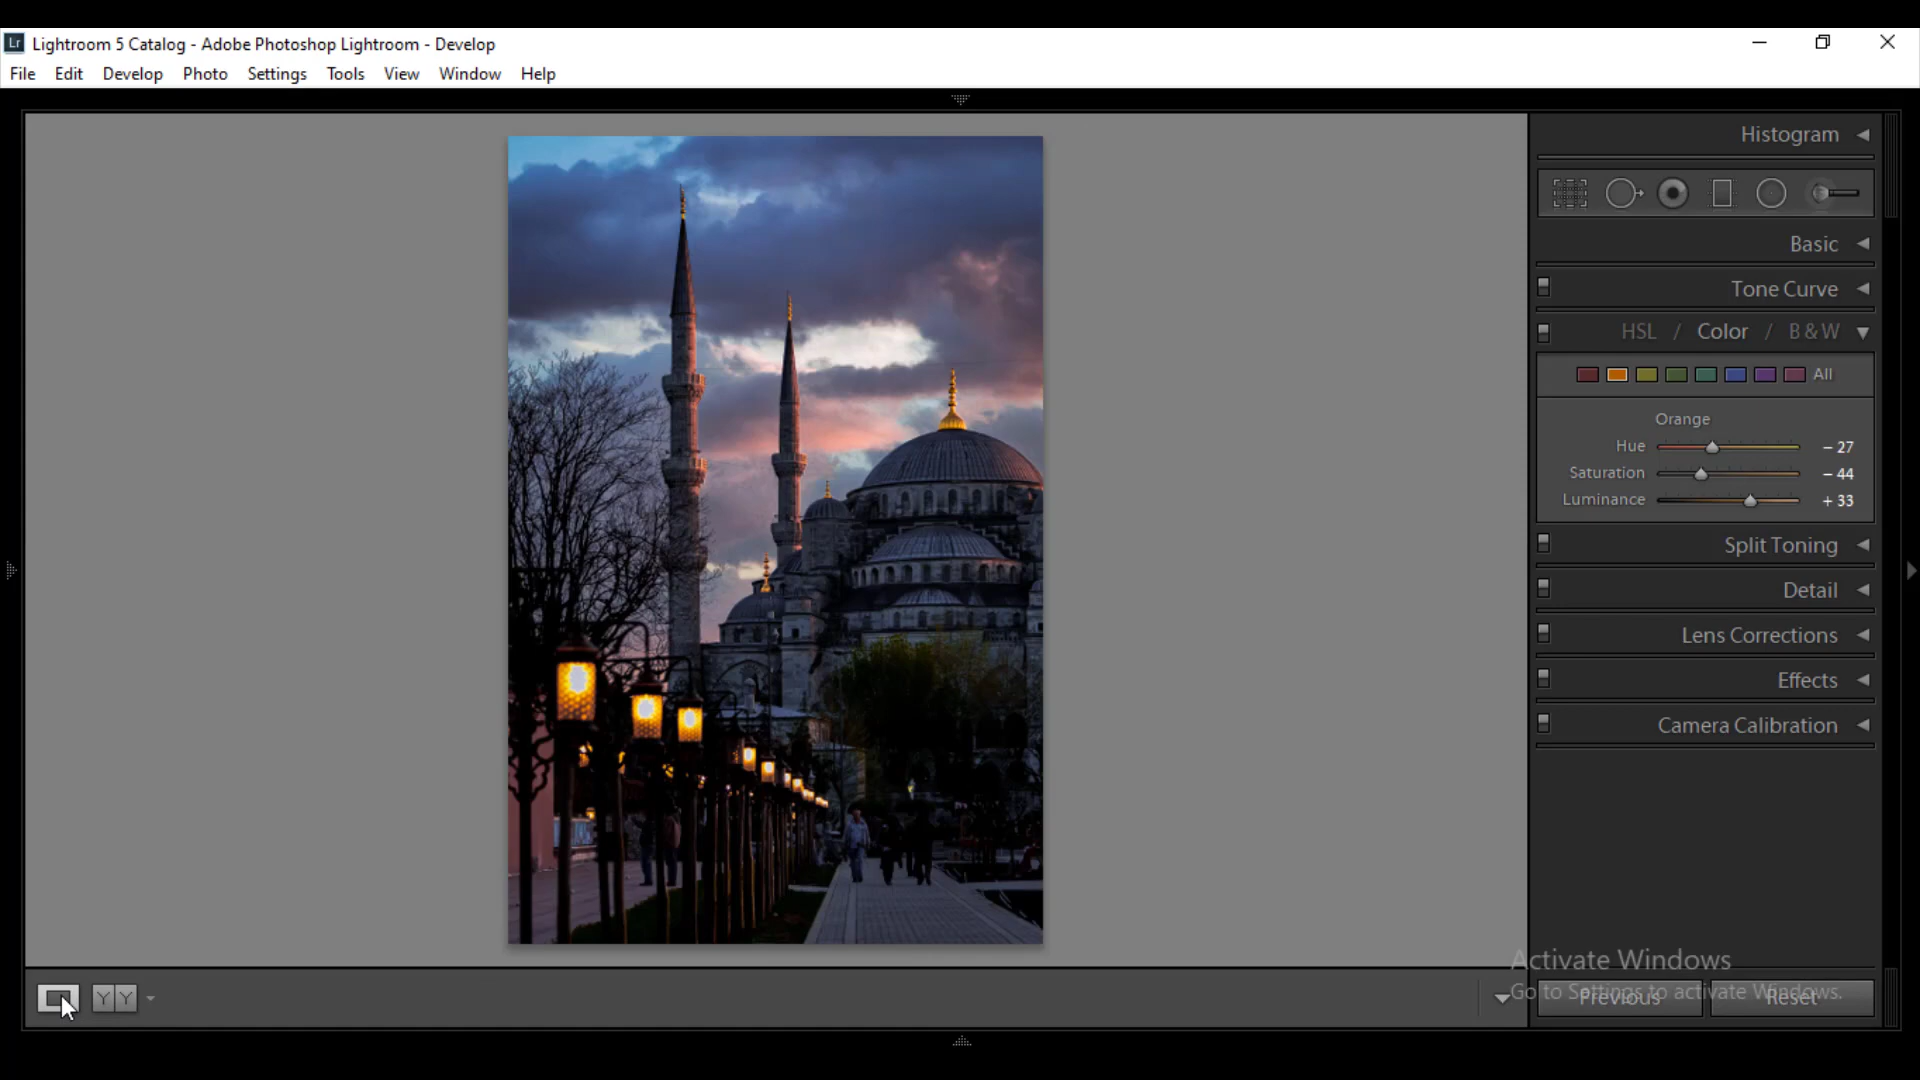 Lr Lightroom 5 Catalog - Adobe Photoshop Lightroom - Develop
File Edit Develop Photo Settings Tools View Window Help
Histogram
Basic
Tone Curve
HSL / Color / B & W
All
Orange
Hue - 27
Saturation - 44
Luminance + 33
Split Toning
Detail
Lens Corrections
Effects
Camera Calibration
Activate Windows
Go to Settings to activate Windows.
Y Y
Previous Reset